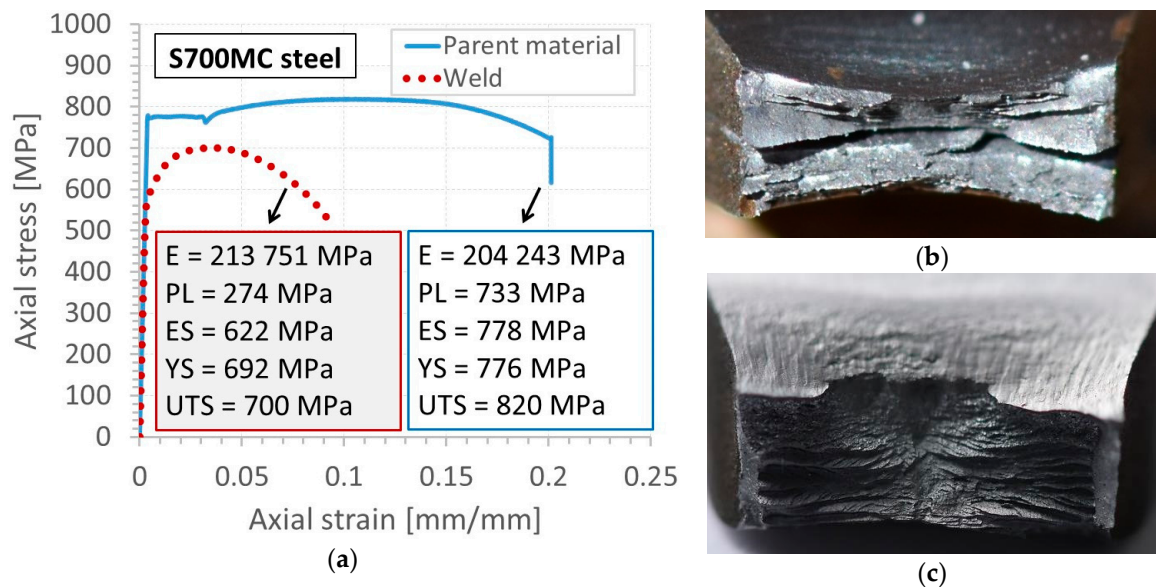 S700MC steel
Parent material
Weld
Axial stress [MPa]
1000
900
800
700
600
500
400
300
200
100
0
E = 213 751 MPa
PL = 274 MPa
ES = 622 MPa
YS = 692 MPa
UTS = 700 MPa
E = 204 243 MPa
PL = 733 MPa
ES = 778 MPa
YS = 776 MPa
UTS = 820 MPa
0 0.05 0.1 0.15 0.2 0.25
Axial strain [mm/mm]
(a)
(b)
(c)